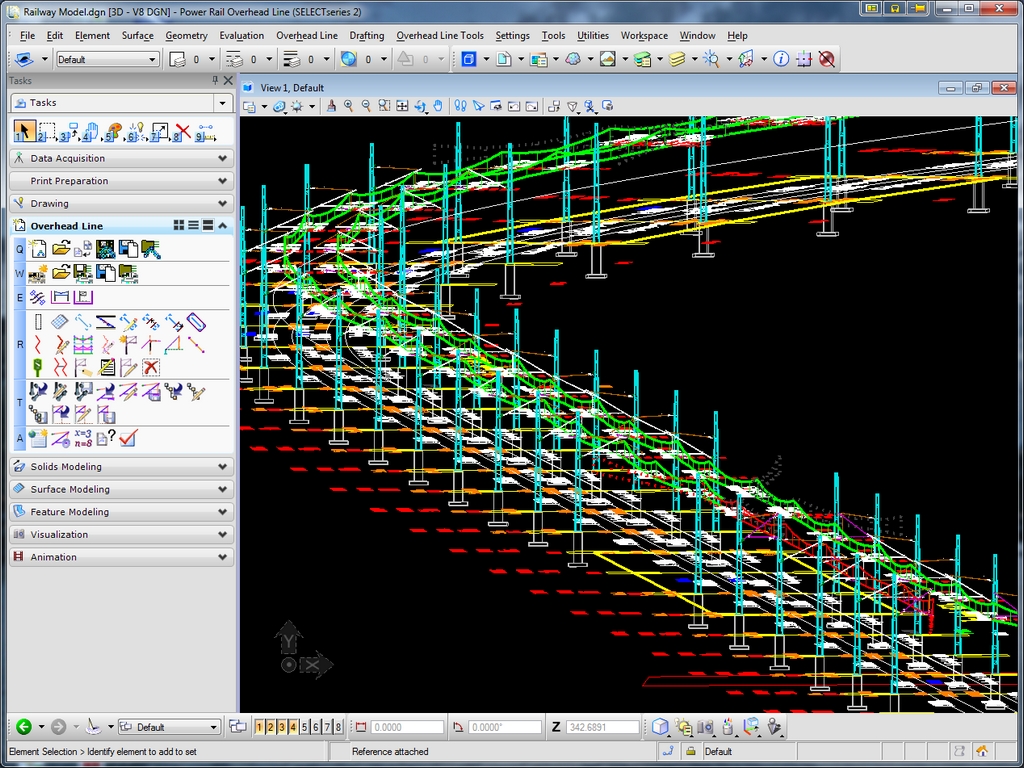 Railway Model.dgn [3D - V8 DGN] - Power Rail Overhead Line (SELECTseries 2)
File Edit Element Surface Geometry Evaluation Overhead Line Drafting Overhead Line Tools Settings Tools Utilities Workspace Window Help
Default 0 0 0 0 0
Tasks
View 1, Default
Tasks
1 2 3 4 5 6 7 8 9
Data Acquisition
Print Preparation
Drawing
Overhead Line
Q
W
E
R
T
A x=3 n=8 ?
Solids Modeling
Surface Modeling
Feature Modeling
Visualization
Animation
Y
X
Default 1 2 3 4 5 6 7 8 0.0000 0.0000° Z 342.6891
Element Selection > Identify element to add to set Reference attached Default